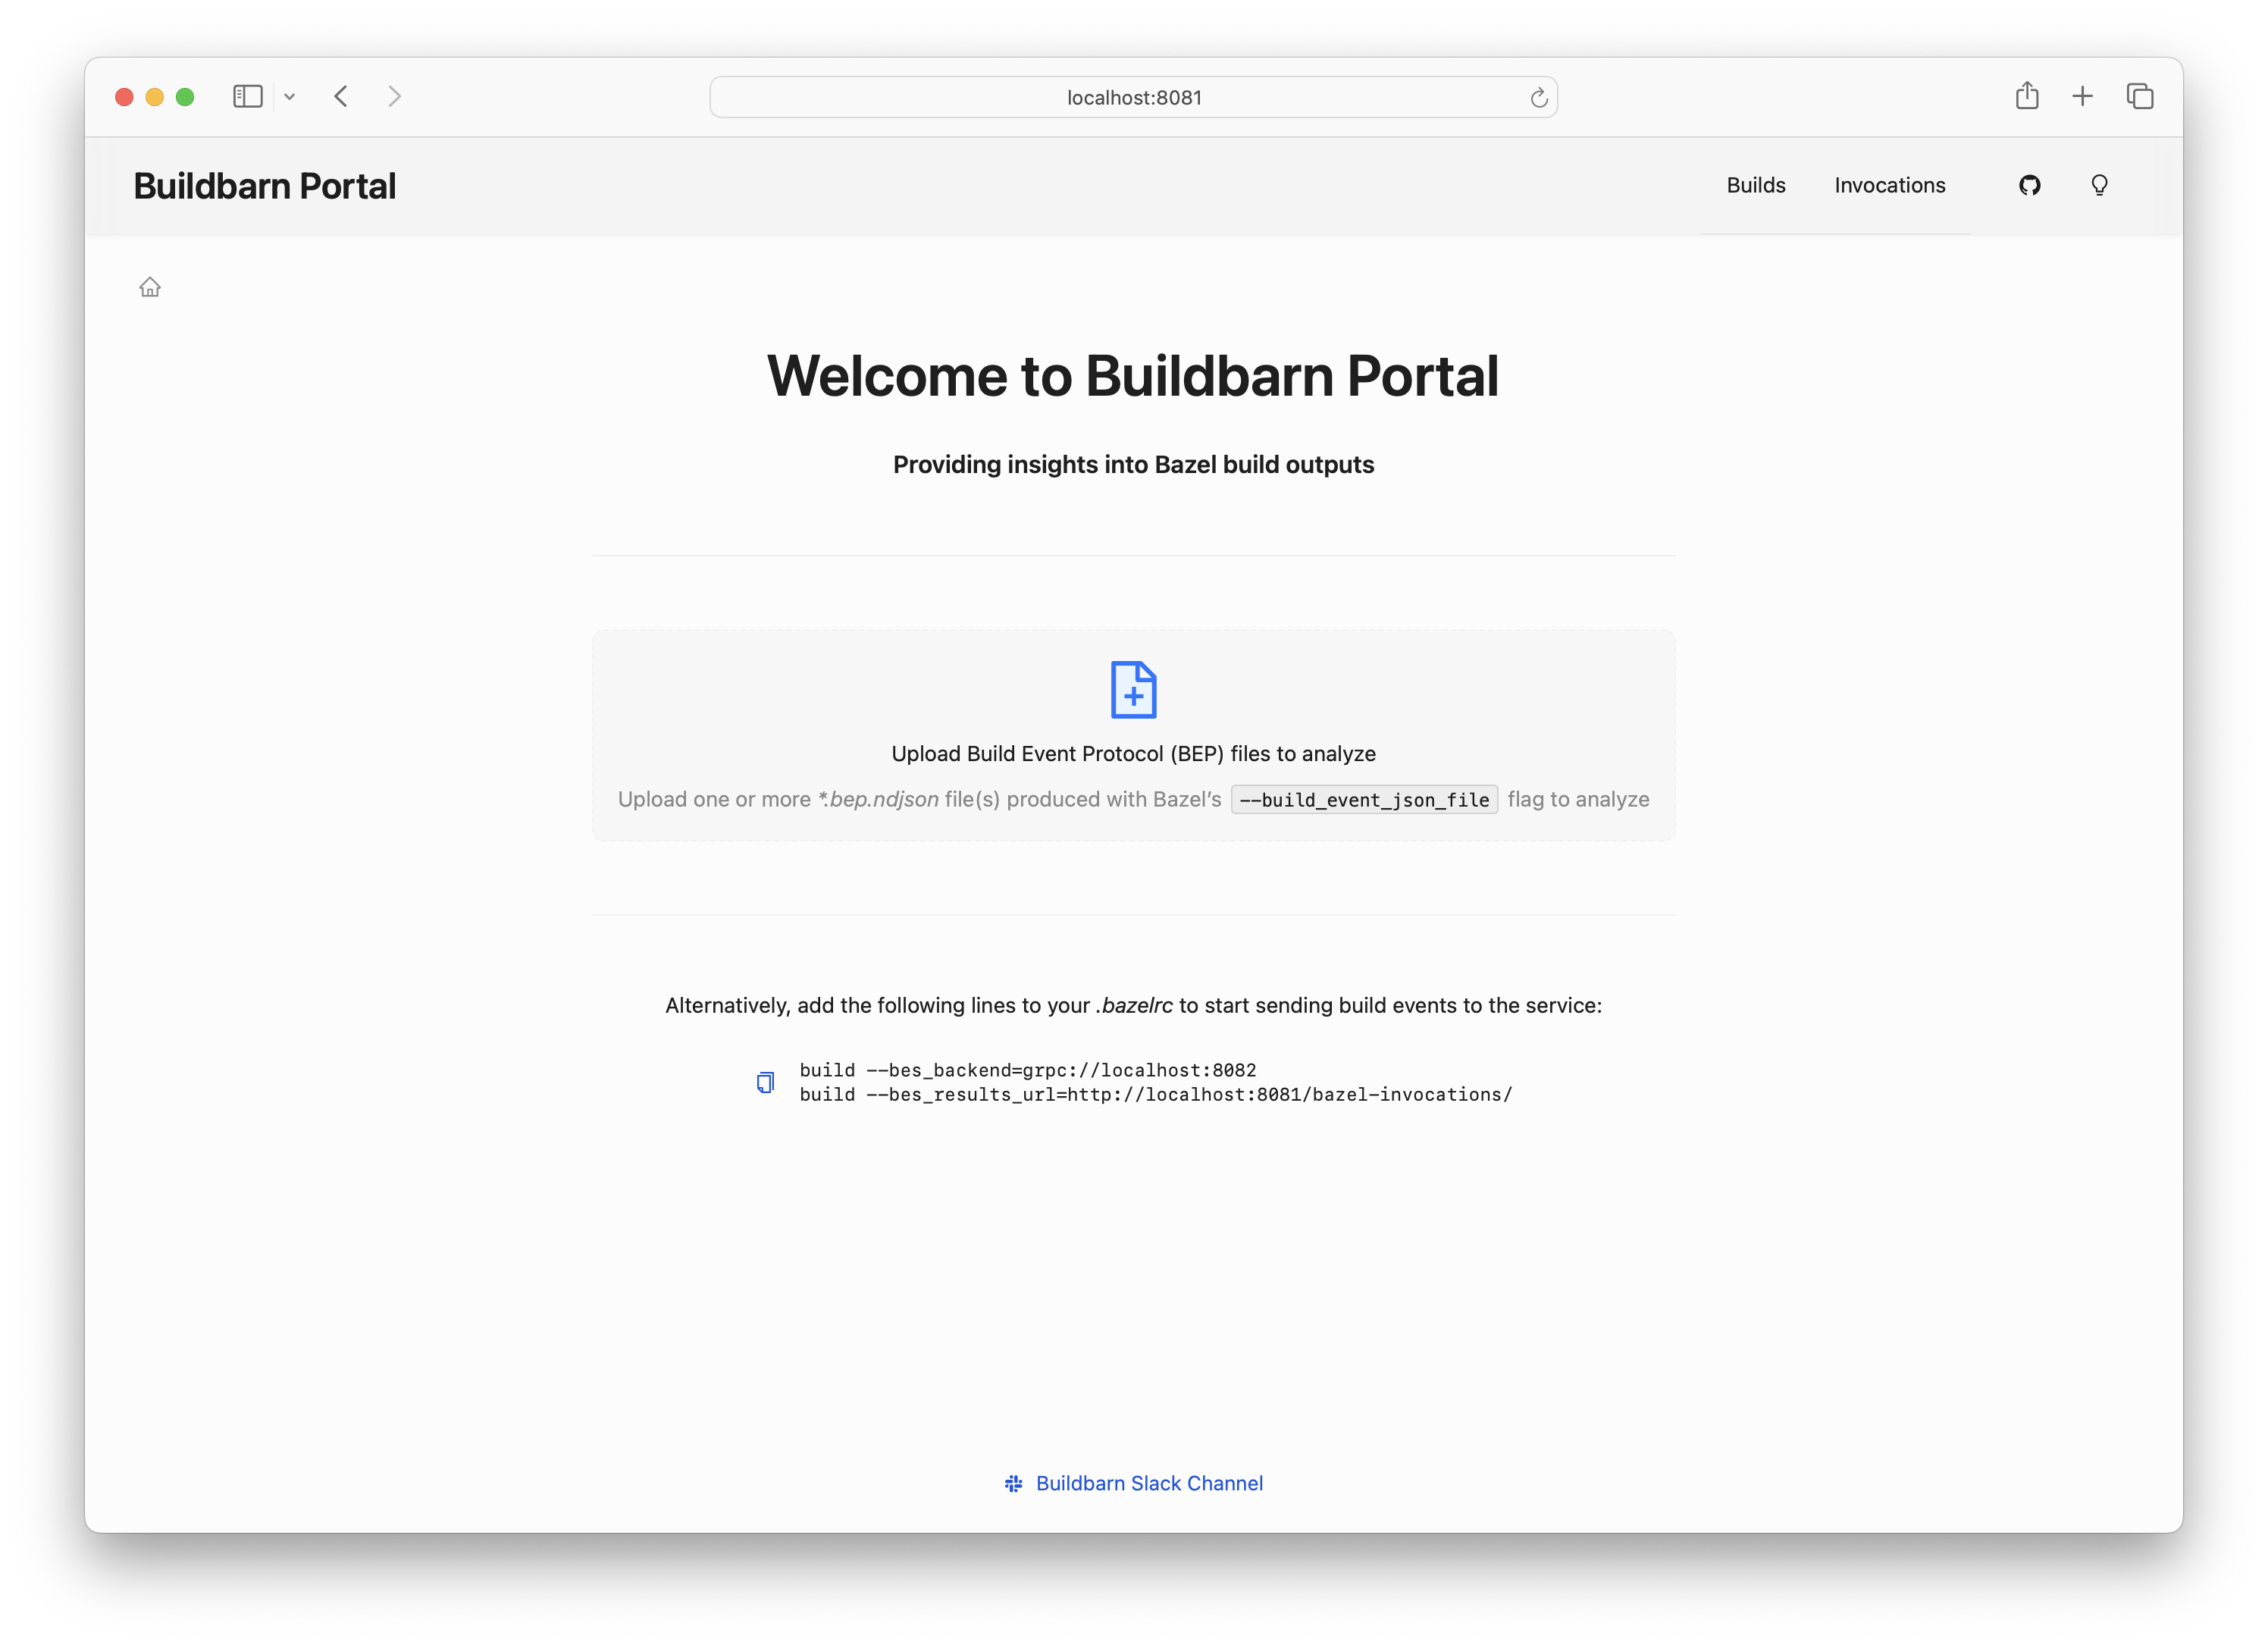 localhost:8081
Buildbarn Portal
Builds
Invocations
Welcome to Buildbarn Portal
Providing insights into Bazel build outputs
Upload Build Event Protocol (BEP) files to analyze
Upload one or more *.bep.ndjson file(s) produced with Bazel’s --build_event_json_file flag to analyze
Alternatively, add the following lines to your .bazelrc to start sending build events to the service:
build --bes_backend=grpc://localhost:8082
build --bes_results_url=http://localhost:8081/bazel-invocations/
Buildbarn Slack Channel